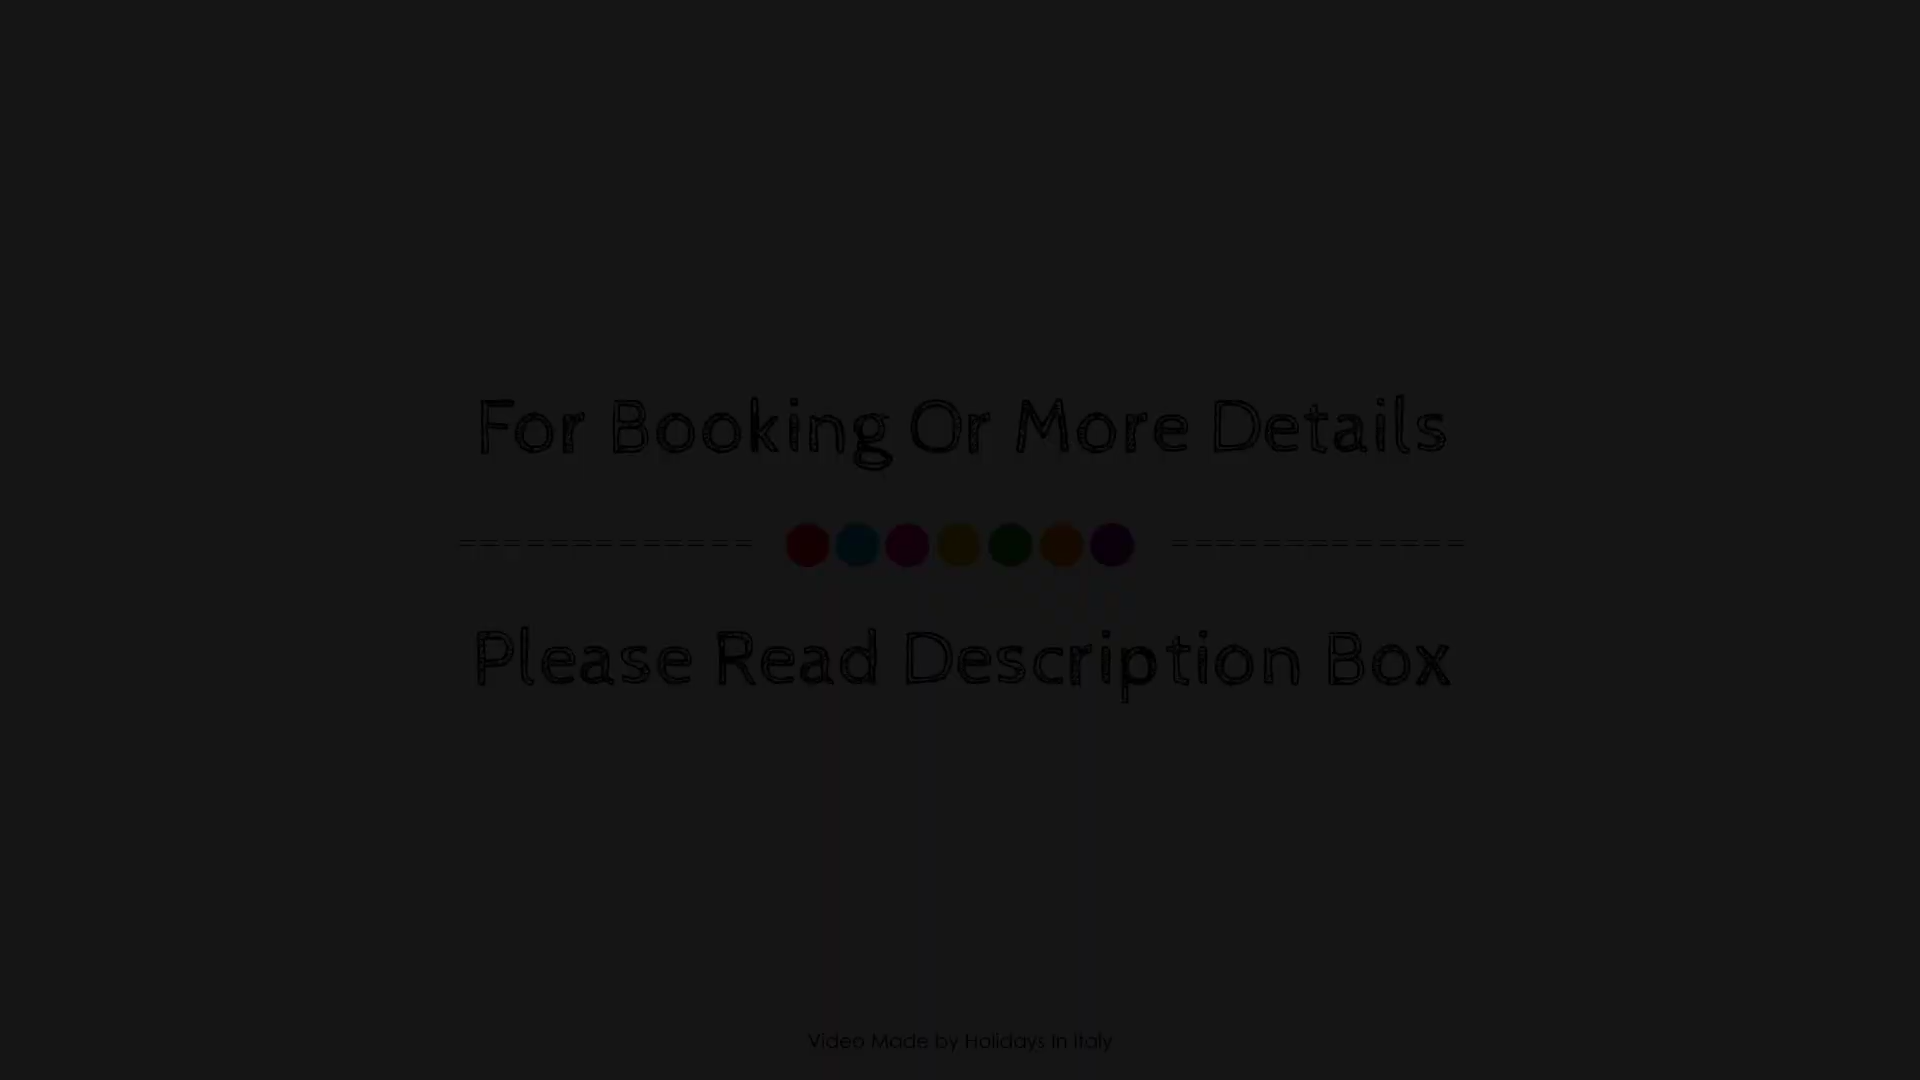 For Booking Or More Details
============= =============
Please Read Description Box
Video Made by Holidays In Italy